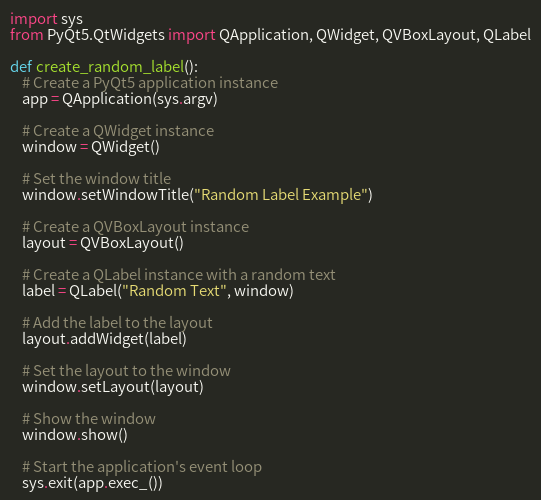 import sys
from PyQt5.QtWidgets import QApplication, QWidget, QVBoxLayout, QLabel

def create_random_label():
    # Create a PyQt5 application instance
    app = QApplication(sys.argv)

    # Create a QWidget instance
    window = QWidget()

    # Set the window title
    window.setWindowTitle("Random Label Example")

    # Create a QVBoxLayout instance
    layout = QVBoxLayout()

    # Create a QLabel instance with a random text
    label = QLabel("Random Text", window)

    # Add the label to the layout
    layout.addWidget(label)

    # Set the layout to the window
    window.setLayout(layout)

    # Show the window
    window.show()

    # Start the application's event loop
    sys.exit(app.exec_())